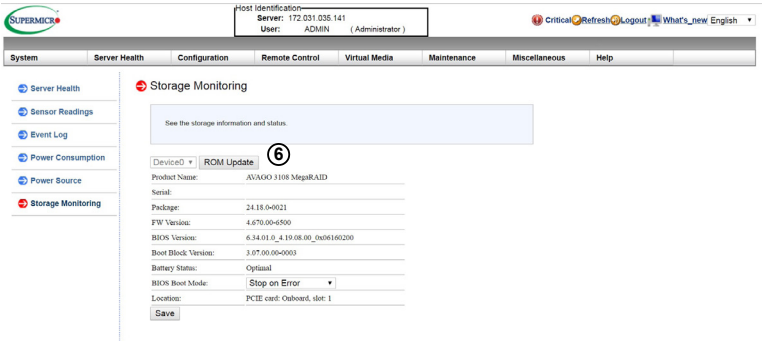 Host Identification
SUPERMICR
Server: 172.031.035.141
User: ADMIN ( Administrator )
Critical Refresh Logout What's_new English
System Server Health Configuration Remote Control Virtual Media Maintenance Miscellaneous Help
Server Health
Sensor Readings
Event Log
Power Consumption
Power Source
Storage Monitoring
Storage Monitoring
See the storage information and status.
Device0 ROM Update
6
Product Name: AVAGO 3108 MegaRAID
Serial:
Package: 24.18.0-0021
FW Version: 4.670.00-6500
BIOS Version: 6.34.01.0_4.19.08.00_0x06160200
Boot Block Version: 3.07.00.00-0003
Battery Status: Optimal
BIOS Boot Mode: Stop on Error
Location: PCIE card: Onboard, slot: 1
Save